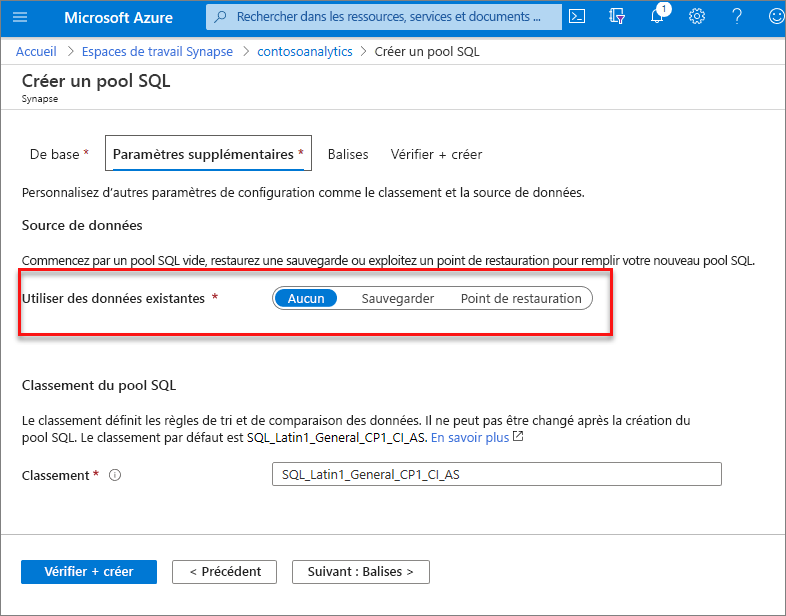 Microsoft Azure
Rechercher dans les ressources, services et documents ...
1
Accueil > Espaces de travail Synapse > contosoanalytics > Créer un pool SQL
Créer un pool SQL
Synapse
De base * Paramètres supplémentaires * Balises Vérifier + créer
Personnalisez d'autres paramètres de configuration comme le classement et la source de données.
Source de données
Commencez par un pool SQL vide, restaurez une sauvegarde ou exploitez un point de restauration pour remplir votre nouveau pool SQL.
Utiliser des données existantes * Aucun Sauvegarder Point de restauration
Classement du pool SQL
Le classement définit les règles de tri et de comparaison des données. Il ne peut pas être changé après la création du
pool SQL. Le classement par défaut est SQL_Latin1_General_CP1_CI_AS. En savoir plus
Classement * SQL_Latin1_General_CP1_CI_AS
Vérifier + créer < Précédent Suivant : Balises >